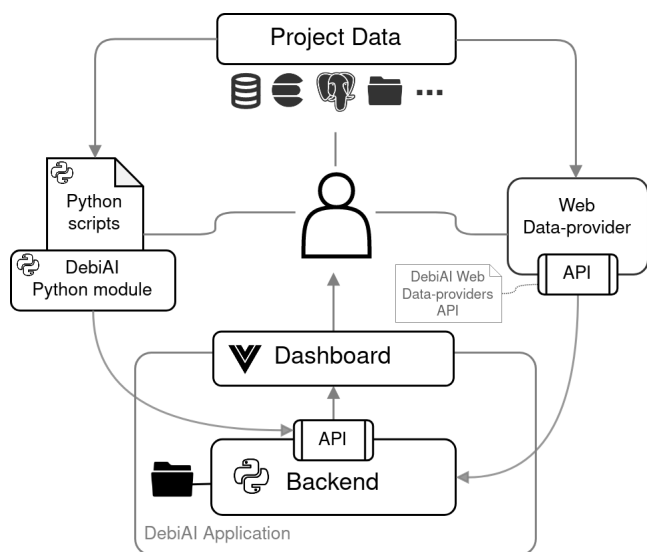 Project Data
...
Python
scripts
DebiAI
Python module
Web
Data-provider
API
DebiAI Web
Data-providers
API
Dashboard
API
Backend
DebiAI Application